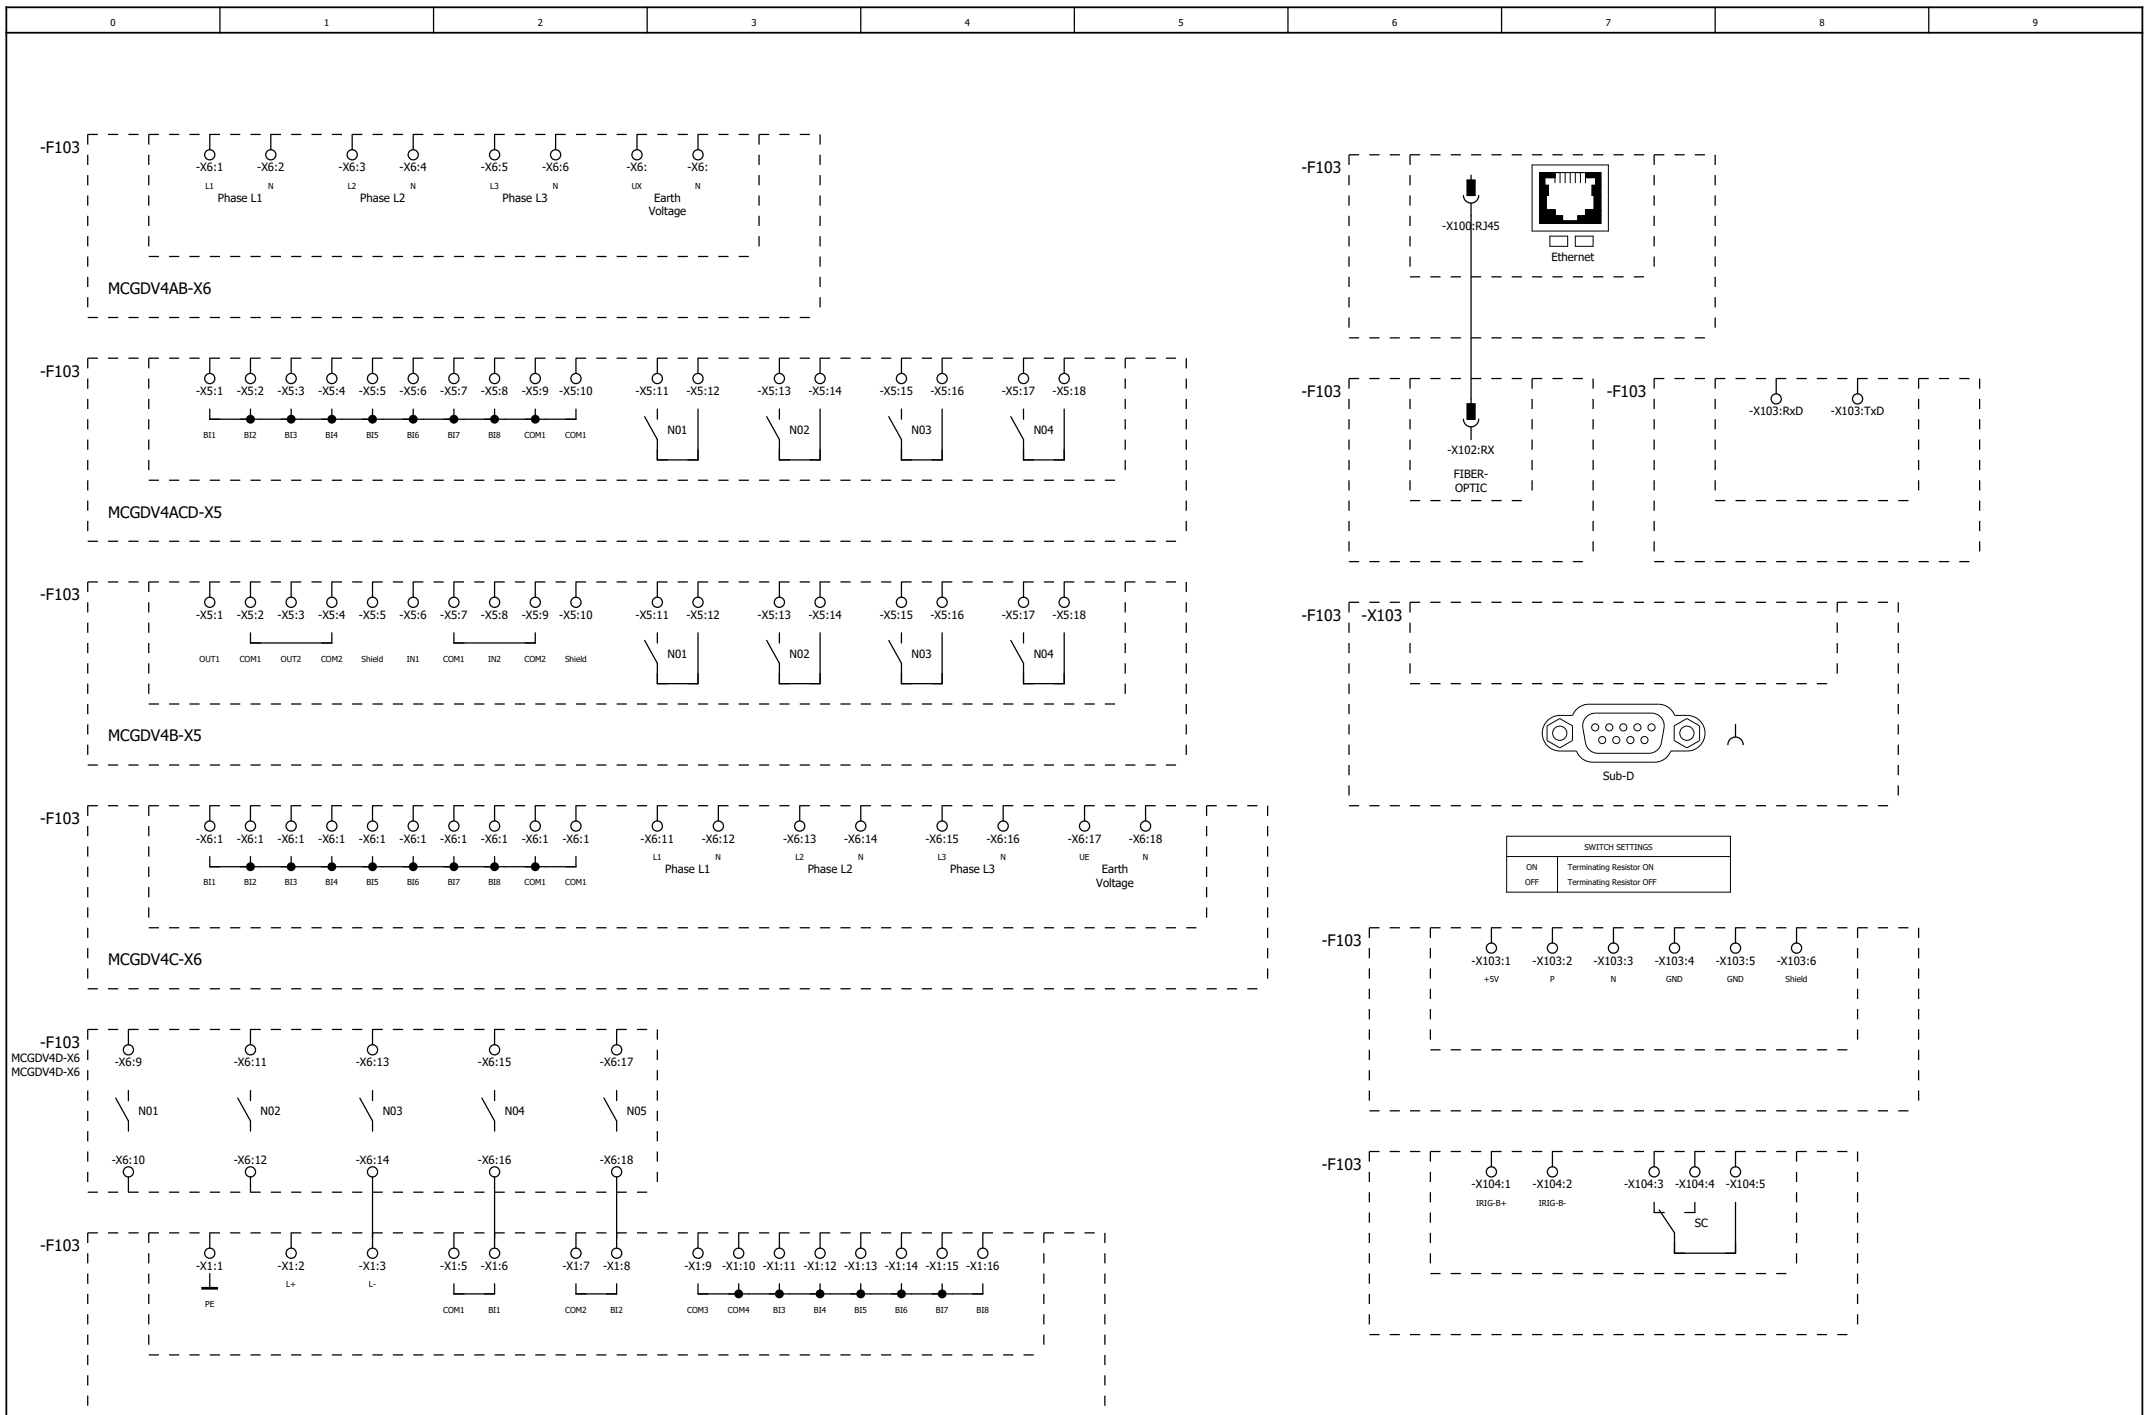 0 1 2 3 4 5 6 7 8 9
-F103
-X6:1 -X6:2 -X6:3 -X6:4 -X6:5 -X6:6 -X6: -X6:
L1 N L2 N L3 N UX N
Phase L1 Phase L2 Phase L3 Earth
Voltage
MCGDV4AB-X6
-F103
-X5:1 -X5:2 -X5:3 -X5:4 -X5:5 -X5:6 -X5:7 -X5:8 -X5:9 -X5:10 -X5:11 -X5:12 -X5:13 -X5:14 -X5:15 -X5:16 -X5:17 -X5:18
N01 N02 N03 N04
BI1 BI2 BI3 BI4 BI5 BI6 BI7 BI8 COM1 COM1
MCGDV4ACD-X5
-F103
-X5:1 -X5:2 -X5:3 -X5:4 -X5:5 -X5:6 -X5:7 -X5:8 -X5:9 -X5:10 -X5:11 -X5:12 -X5:13 -X5:14 -X5:15 -X5:16 -X5:17 -X5:18
N01 N02 N03 N04
OUT1 COM1 OUT2 COM2 Shield IN1 COM1 IN2 COM2 Shield
MCGDV4B-X5
-F103
-X6:1 -X6:1 -X6:1 -X6:1 -X6:1 -X6:1 -X6:1 -X6:1 -X6:1 -X6:1 -X6:11 -X6:12 -X6:13 -X6:14 -X6:15 -X6:16 -X6:17 -X6:18
L1 N L2 N L3 N UE N
Phase L1 Phase L2 Phase L3 Earth
Voltage
BI1 BI2 BI3 BI4 BI5 BI6 BI7 BI8 COM1 COM1
MCGDV4C-X6
-F103
MCGDV4D-X6
MCGDV4D-X6
-X6:9 -X6:11 -X6:13 -X6:15 -X6:17
N01 N02 N03 N04 N05
-X6:10 -X6:12 -X6:14 -X6:16 -X6:18
-F103
-X1:1 -X1:2 -X1:3 -X1:5 -X1:6 -X1:7 -X1:8 -X1:9 -X1:10 -X1:11 -X1:12 -X1:13 -X1:14 -X1:15 -X1:16
L+ L-
PE COM1 BI1 COM2 BI2 COM3 COM4 BI3 BI4 BI5 BI6 BI7 BI8
-F103
-X100:RJ45
Ethernet
-F103
-X102:RX
FIBER-
OPTIC
-F103
-X103:RxD -X103:TxD
-F103 -X103
Sub-D
SWITCH SETTINGS
ON Terminating Resistor ON
OFF Terminating Resistor OFF
-F103
-X103:1 -X103:2 -X103:3 -X103:4 -X103:5 -X103:6
+5V P N GND GND Shield
-F103
-X104:1 -X104:2 -X104:3 -X104:4 -X104:5
IRIG-B+ IRIG-B-
SC